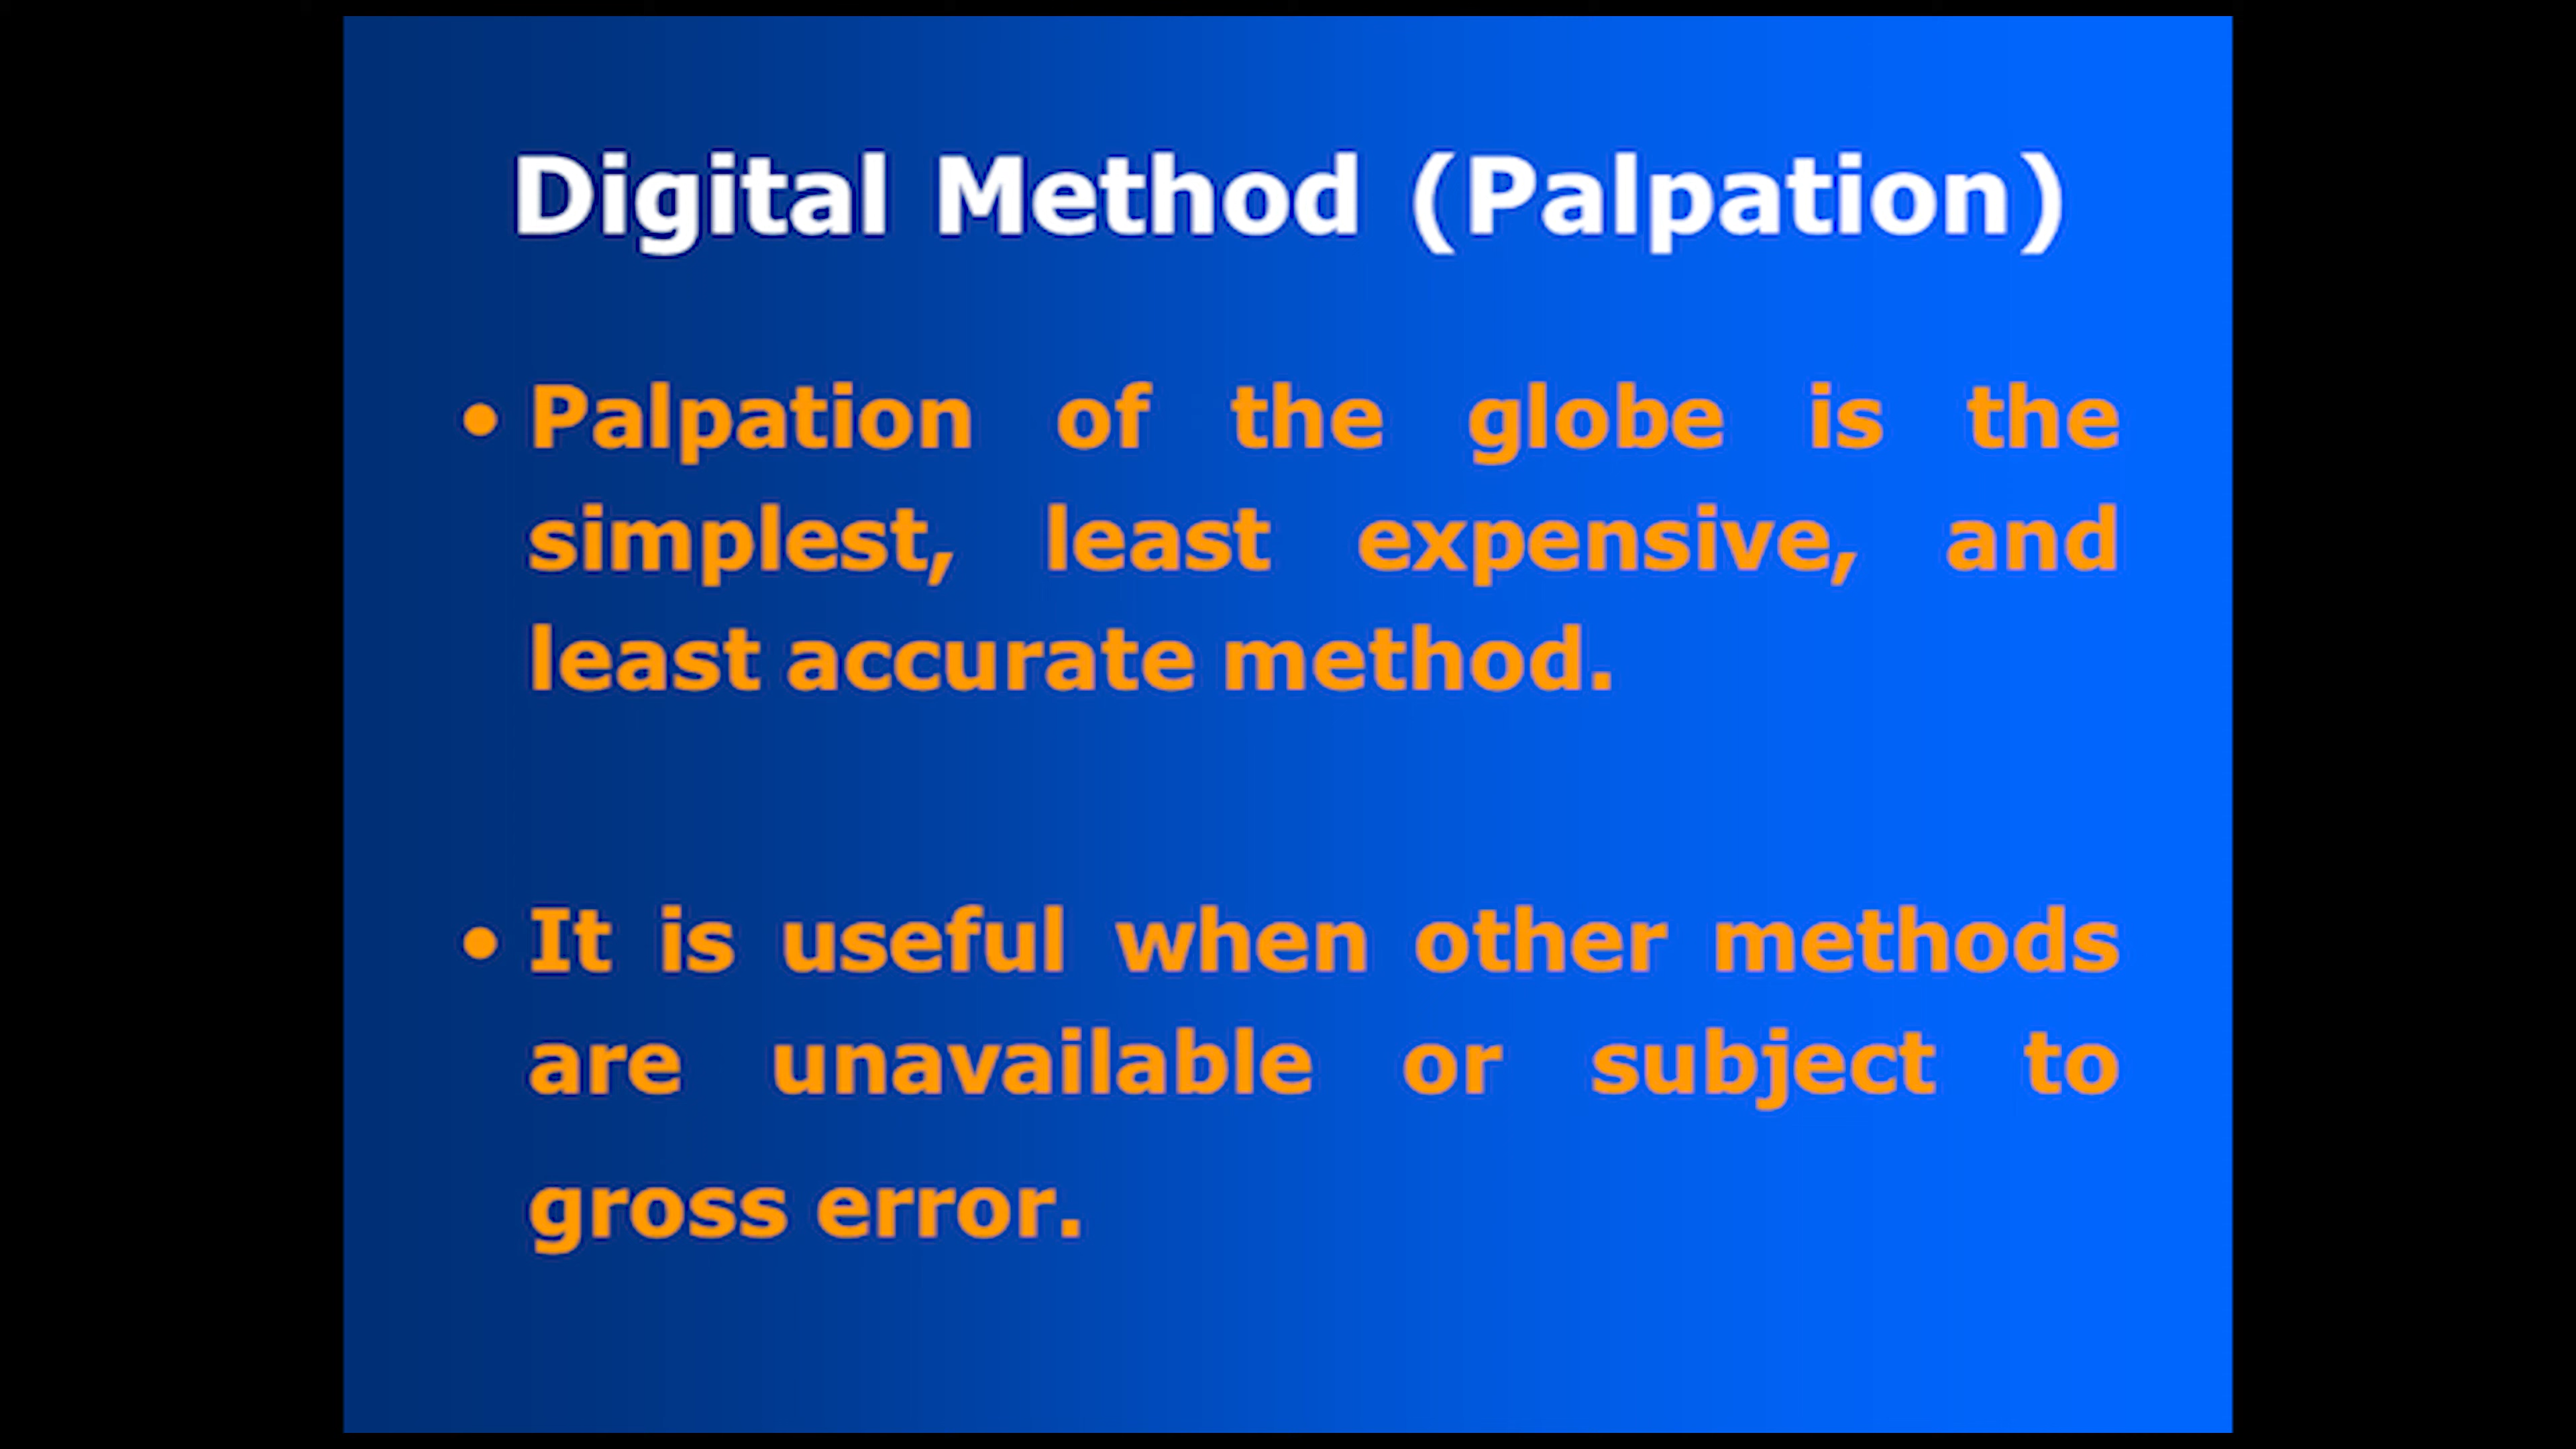 Digital Method (Palpation)
• Palpation of the globe is the
simplest, least expensive, and
least accurate method.
• It is useful when other methods
are unavailable or subject to
gross error.